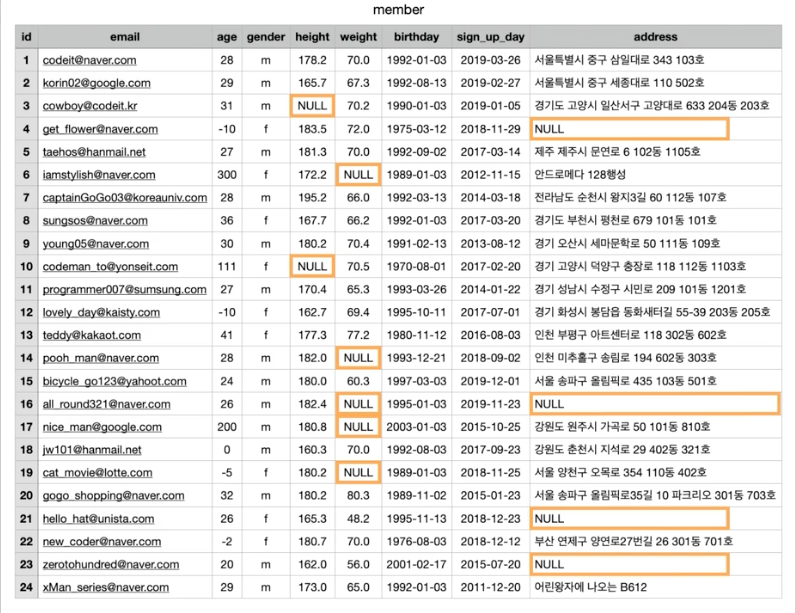 member
id email age gender height weight birthday sign_up_day address
1 codeit@naver.com 28 m 178.2 70.0 1992-01-03 2019-03-26 서울특별시 중구 삼일대로 343 103호
2 korin02@google.com 29 m 165.7 67.3 1992-08-13 2019-02-27 서울특별시 중구 세종대로 110 502호
3 cowboy@codeit.kr 31 m NULL 70.2 1990-01-03 2019-01-05 경기도 고양시 일산서구 고양대로 633 204동 203호
4 get_flower@naver.com -10 f 183.5 72.0 1975-03-12 2018-11-29 NULL
5 taehos@hanmail.net 27 m 181.3 70.0 1992-09-02 2017-03-14 제주 제주시 문연로 6 102동 1105호
6 iamstylish@naver.com 300 f 172.2 NULL 1989-01-03 2012-11-15 안드로메다 128행성
7 captainGoGo03@koreauniv.com 28 m 195.2 66.0 1992-03-13 2014-03-18 전라남도 순천시 왕지3길 60 112동 107호
8 sungsos@naver.com 36 f 167.7 66.2 1992-01-03 2017-03-20 경기도 부천시 평천로 679 101동 101호
9 young05@naver.com 30 m 180.2 70.4 1991-02-13 2013-08-12 경기 오산시 세마문학로 50 111동 109호
10 codeman_to@yonseit.com 111 f NULL 70.5 1970-08-01 2017-02-20 경기 고양시 덕양구 충장로 118 112동 1103호
11 programmer007@sumsung.com 27 m 170.4 65.3 1993-03-26 2014-01-22 경기 성남시 수정구 시민로 209 101동 1201호
12 lovely_day@kaisty.com -10 f 162.7 69.4 1995-10-11 2017-07-01 경기 화성시 봉담읍 동화새터길 55-39 203동 205호
13 teddy@kakaot.com 41 f 177.3 77.2 1980-11-12 2016-08-03 인천 부평구 아트센터로 118 302동 602호
14 pooh_man@naver.com 28 m 182.0 NULL 1993-12-21 2018-09-02 인천 미추홀구 송림로 194 602동 303호
15 bicycle_go123@yahoot.com 24 m 180.0 60.3 1997-03-03 2019-12-01 서울 송파구 올림픽로 435 103동 501호
16 all_round321@naver.com 26 m 182.4 NULL 1995-01-03 2019-11-23 NULL
17 nice_man@google.com 200 m 180.8 NULL 2003-01-03 2015-10-25 강원도 원주시 가곡로 50 101동 810호
18 jw101@hanmail.net 0 m 160.3 70.0 1992-08-03 2017-09-23 강원도 춘천시 지석로 29 402동 321호
19 cat_movie@lotte.com -5 f 180.2 NULL 1989-01-03 2018-11-25 서울 양천구 오목로 354 110동 402호
20 gogo_shopping@naver.com 32 m 180.2 80.3 1989-11-02 2015-01-23 서울 송파구 올림픽로35길 10 파크리오 301동 703호
21 hello_hat@unista.com 26 f 165.3 48.2 1995-11-13 2018-12-23 NULL
22 new_coder@naver.com -2 f 180.7 70.0 1976-08-03 2018-12-12 부산 연제구 양연로27번길 26 301동 701호
23 zerotohundred@naver.com 20 m 162.0 56.0 2001-02-17 2015-07-20 NULL
24 xMan_series@naver.com 29 m 173.0 65.0 1992-01-03 2011-12-20 어린왕자에 나오는 B612